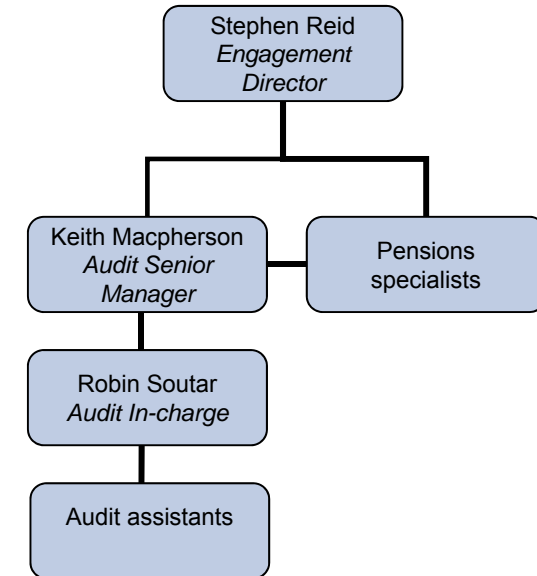 Stephen Reid
Engagement
Director
Keith Macpherson
Audit Senior
Manager
Pensions
specialists
Robin Soutar
Audit In-charge
Audit assistants